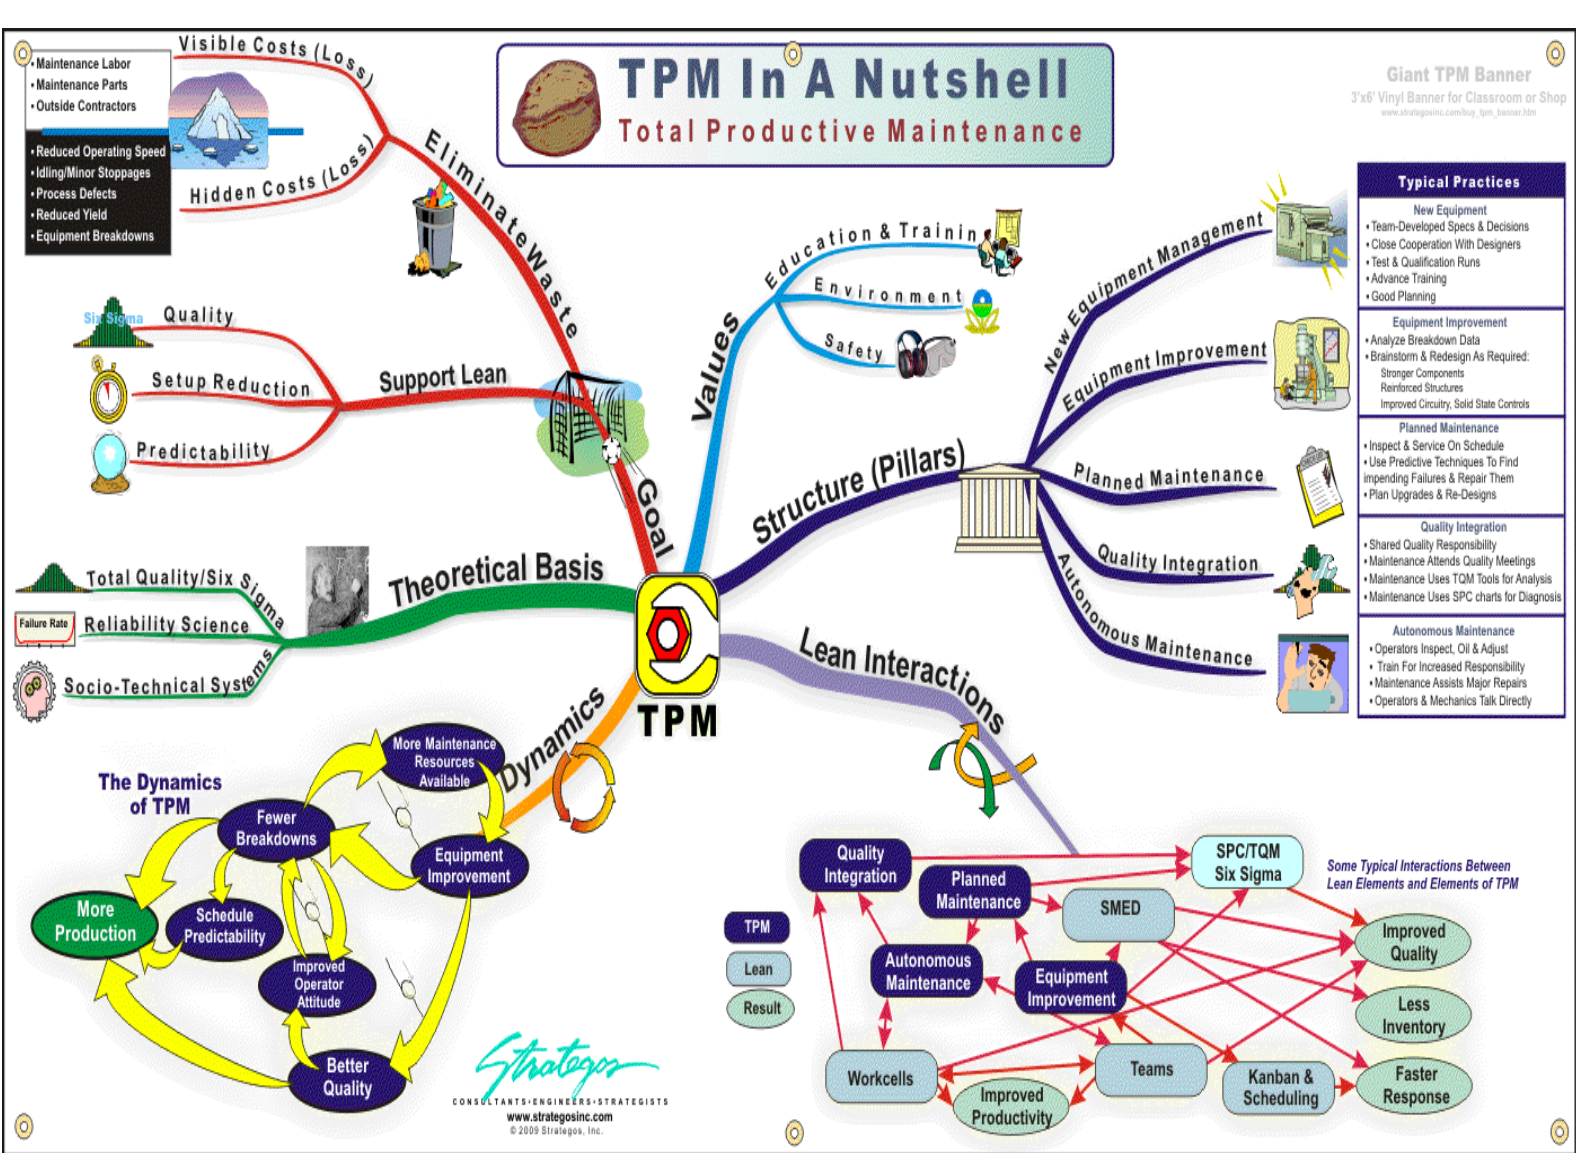 TPM In A Nutshell
Total Productive Maintenance
Giant TPM Banner
3'x6' Vinyl Banner for Classroom or Shop
www.strategosinc.com/buy_tpm_banner.htm
Visible Costs (Loss)
• Maintenance Labor
• Maintenance Parts
• Outside Contractors
• Reduced Operating Speed
• Idling/Minor Stoppages
• Process Defects
• Reduced Yield
• Equipment Breakdowns
Hidden Costs (Loss)
Eliminate Waste
Six Sigma
Quality
Setup Reduction
Predictability
Support Lean
Goal
Values
Education & Trainin
Environment
Safety
Structure (Pillars)
New Equipment Management
Equipment Improvement
Planned Maintenance
Quality Integration
Autonomous Maintenance
Typical Practices
New Equipment
• Team-Developed Specs & Decisions
• Close Cooperation With Designers
• Test & Qualification Runs
• Advance Training
• Good Planning
Equipment Improvement
• Analyze Breakdown Data
• Brainstorm & Redesign As Required:
Stronger Components
Reinforced Structures
Improved Circuitry, Solid State Controls
Planned Maintenance
• Inspect & Service On Schedule
• Use Predictive Techniques To Find
impending Failures & Repair Them
• Plan Upgrades & Re-Designs
Quality Integration
• Shared Quality Responsibility
• Maintenance Attends Quality Meetings
• Maintenance Uses TQM Tools for Analysis
• Maintenance Uses SPC charts for Diagnosis
Autonomous Maintenance
• Operators Inspect, Oil & Adjust
• Train For Increased Responsibility
• Maintenance Assists Major Repairs
• Operators & Mechanics Talk Directly
Theoretical Basis
Total Quality/Six Sigma
Failure Rate
Reliability Science
Socio-Technical Systems
TPM
Lean Interactions
Dynamics
The Dynamics
of TPM
More Maintenance
Resources
Available
Fewer
Breakdowns
Equipment
Improvement
More
Production
Schedule
Predictability
Improved
Operator
Attitude
Better
Quality
Strategos
CONSULTANTS•ENGINEERS•STRATEGISTS
www.strategosinc.com
© 2009 Strategos, Inc.
TPM
Lean
Result
Quality
Integration
Planned
Maintenance
SPC/TQM
Six Sigma
Some Typical Interactions Between
Lean Elements and Elements of TPM
SMED
Autonomous
Maintenance
Equipment
Improvement
Improved
Quality
Less
Inventory
Workcells
Improved
Productivity
Teams
Kanban &
Scheduling
Faster
Response